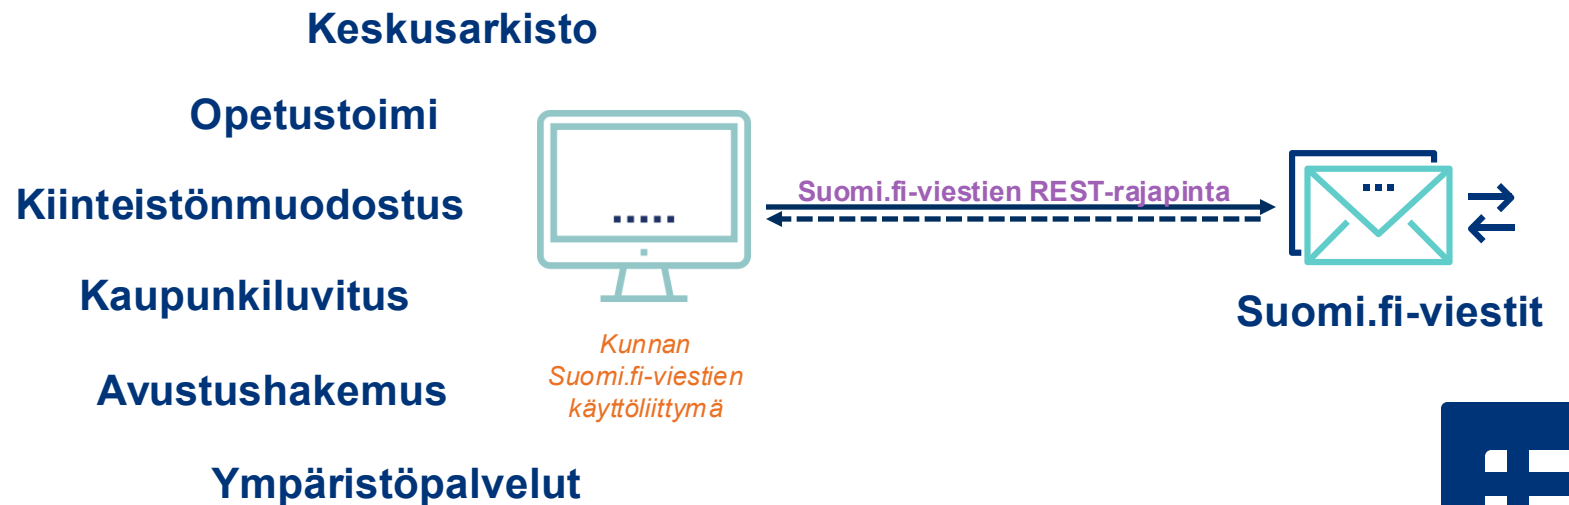 Keskusarkisto
Opetustoimi
Kiinteistönmuodostus
Kaupunkiluvitus
Avustushakemus
Ympäristöpalvelut
Kunnan
Suomi.fi-viestien
käyttöliittymä
Suomi.fi-viestien REST-rajapinta
Suomi.fi-viestit